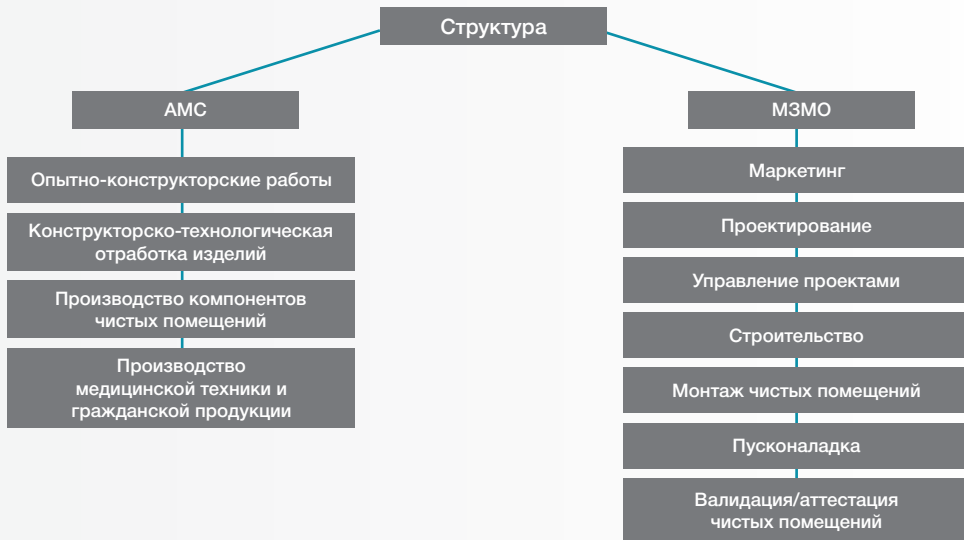 Структура
АМС
Опытно-конструкторские работы
Конструкторско-технологическая
отработка изделий
Производство компонентов
чистых помещений
Производство
медицинской техники и
гражданской продукции
МЗМО
Маркетинг
Проектирование
Управление проектами
Строительство
Монтаж чистых помещений
Пусконаладка
Валидация/аттестация
чистых помещений